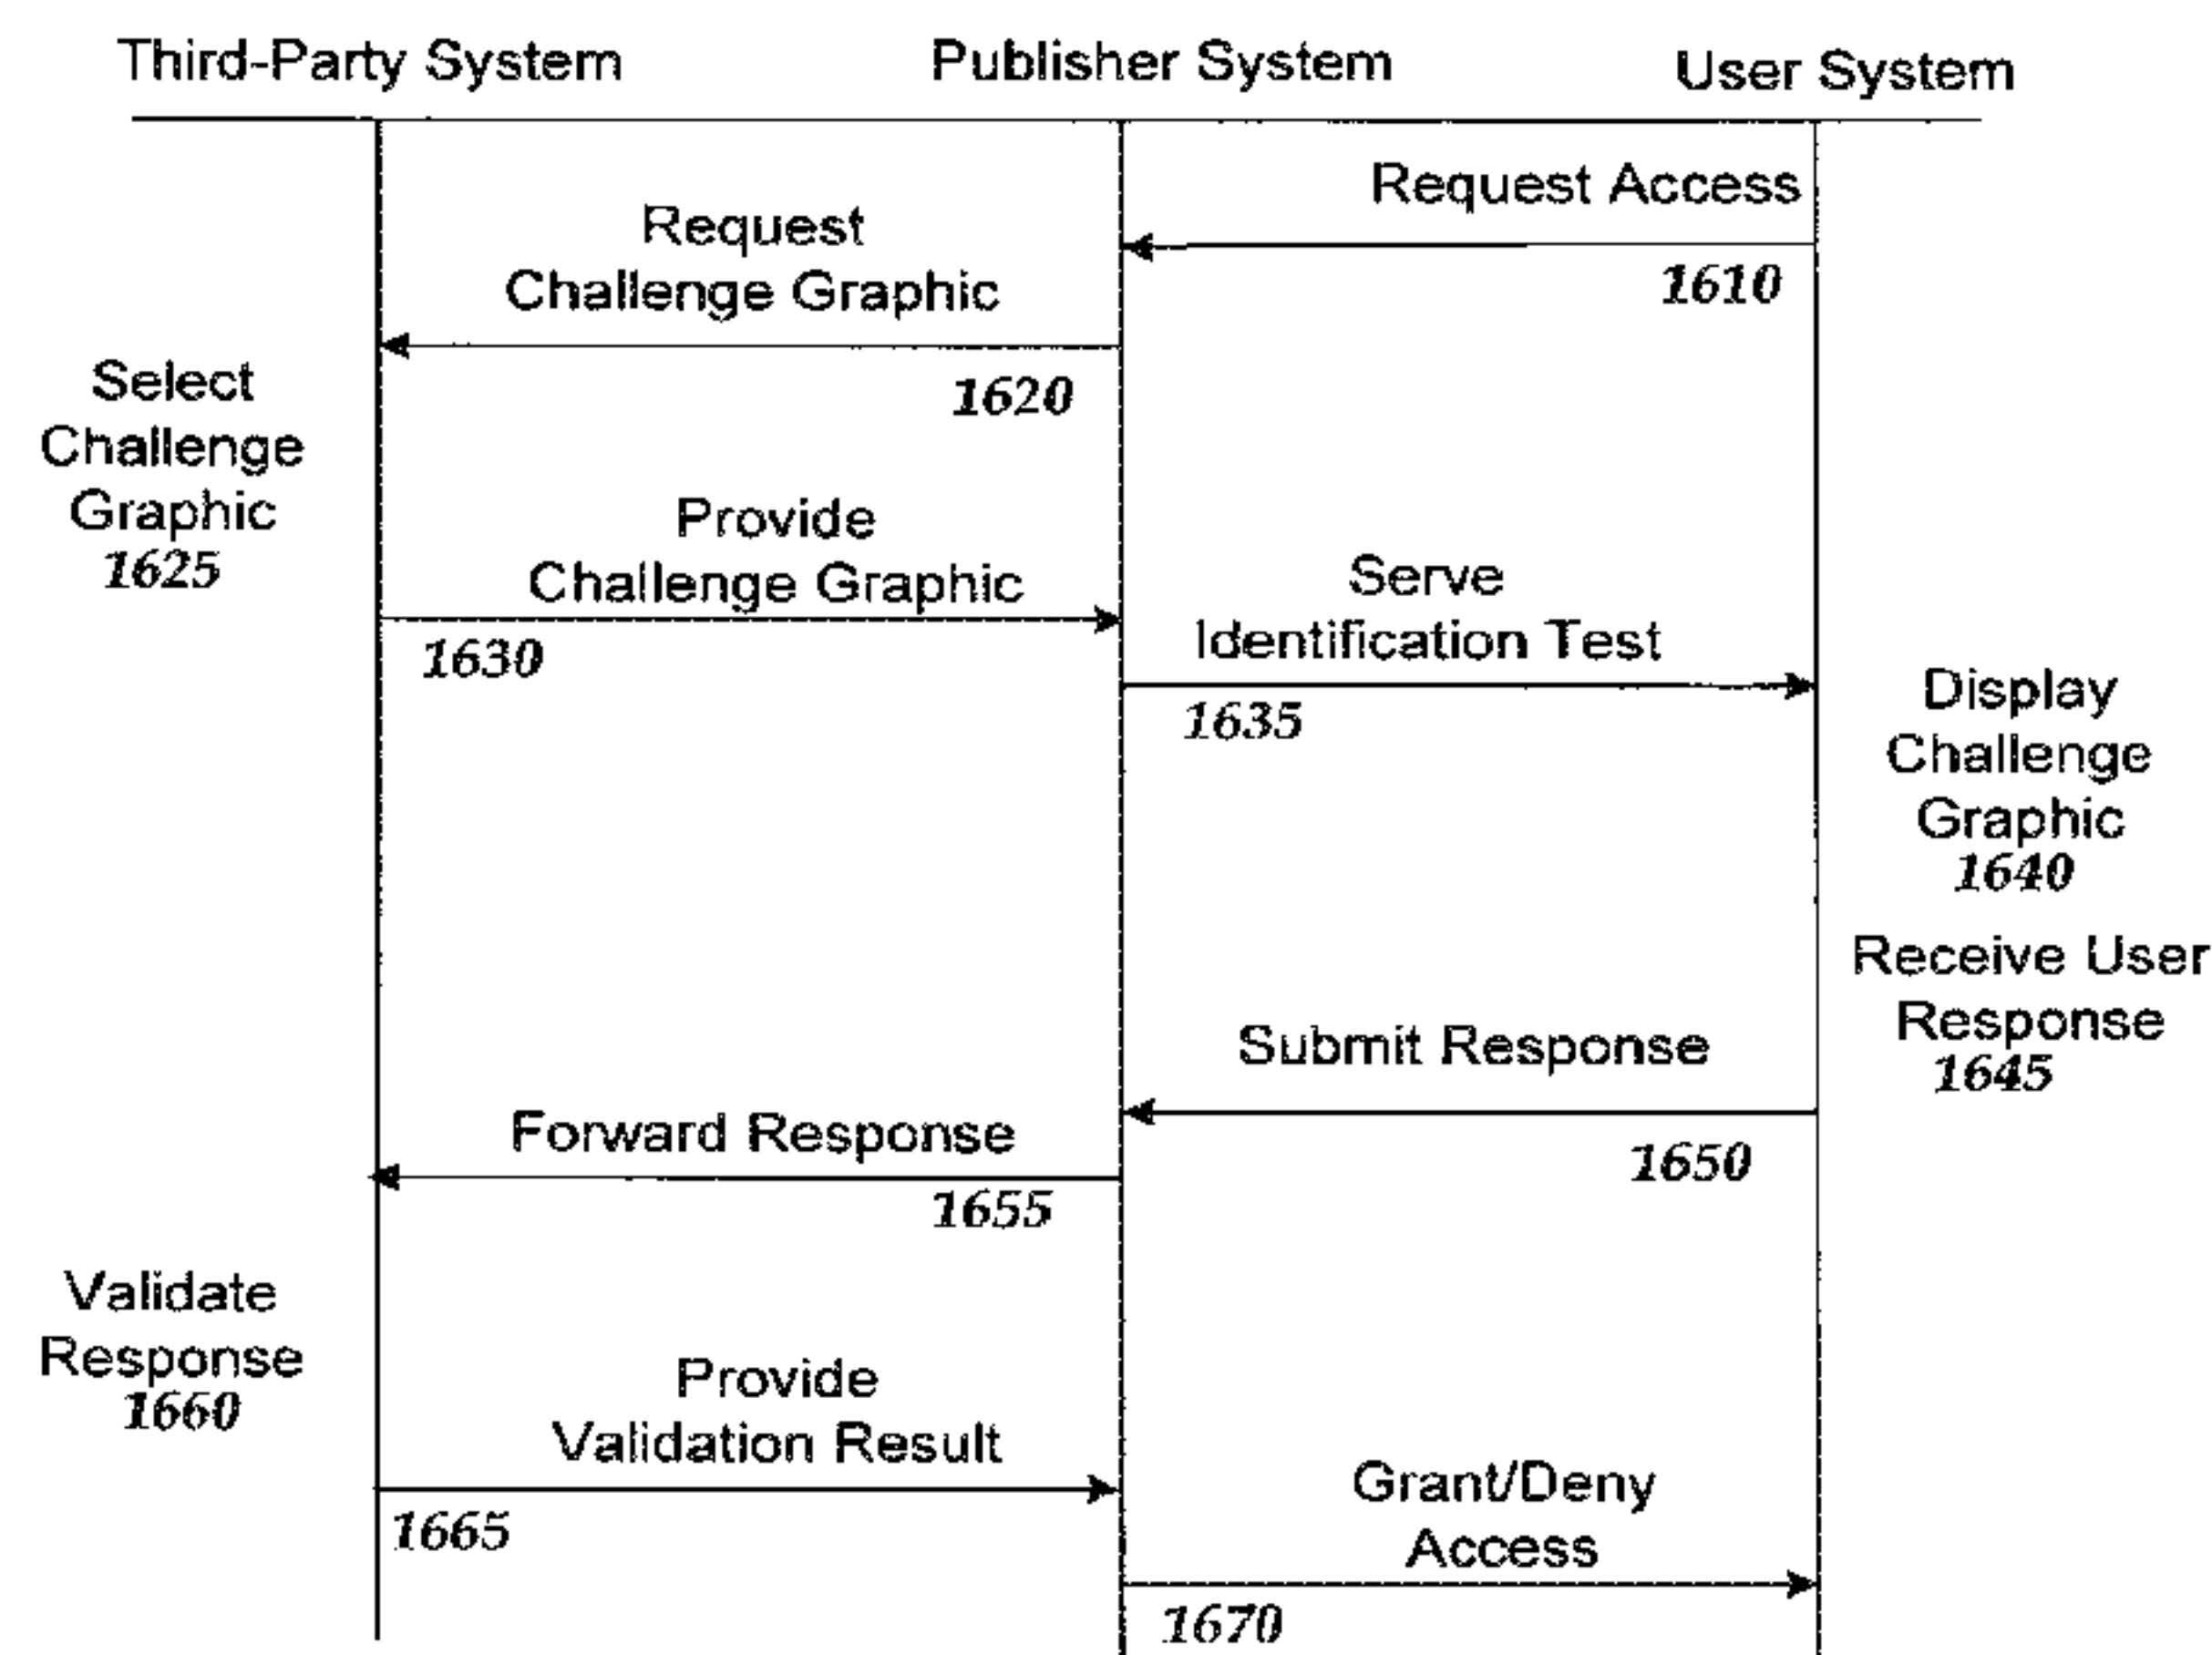 Third-Party System
Publisher System
User System
Request Access
1610
Request
Challenge Graphic
1620
Select
Challenge
Graphic
1625
Provide
Challenge Graphic
1630
Serve
Identification Test
1635
Display
Challenge
Graphic
1640
Receive User
Response
1645
Submit Response
1650
Forward Response
1655
Validate
Response
1660
Provide
Validation Result
1665
Grant/Deny
Access
1670